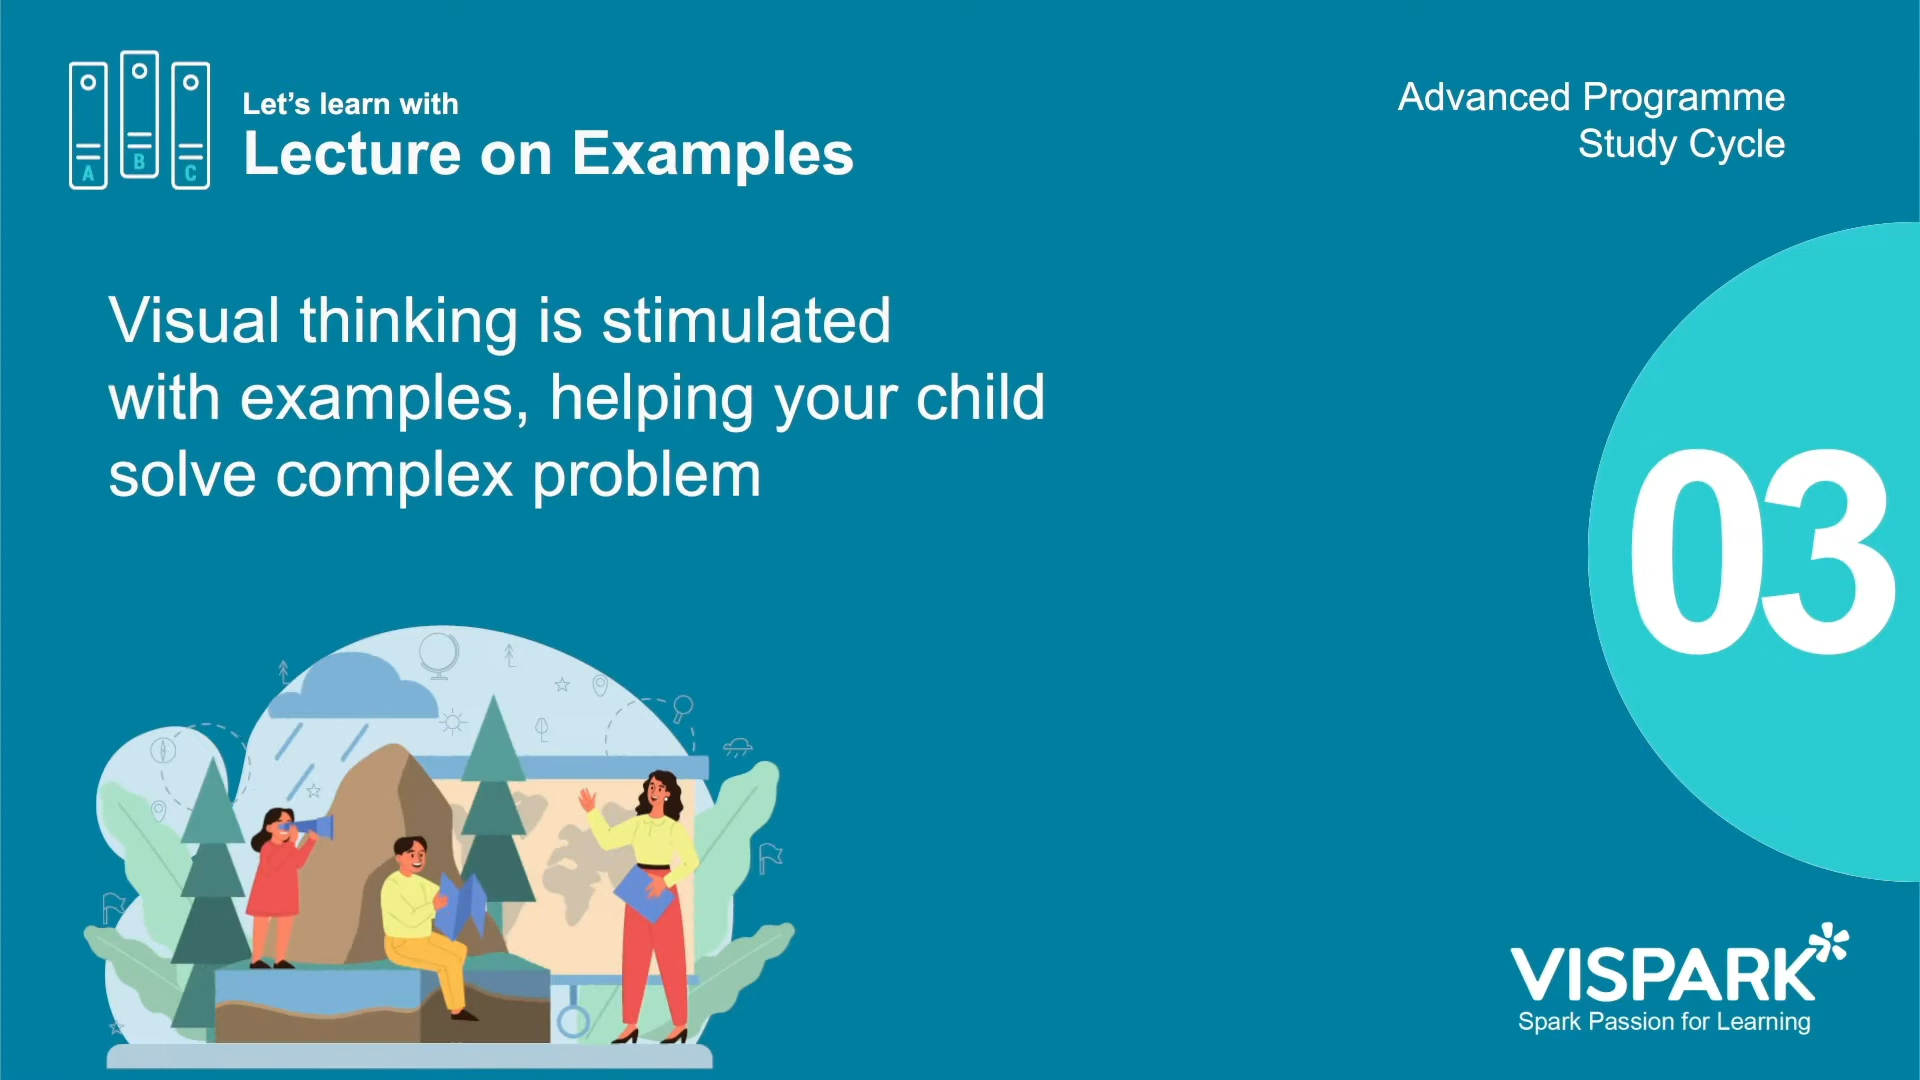 A B C
Let's learn with
Lecture on Examples
Advanced Programme
Study Cycle
Visual thinking is stimulated
with examples, helping your child
solve complex problem
03
VISPARK
Spark Passion for Learning